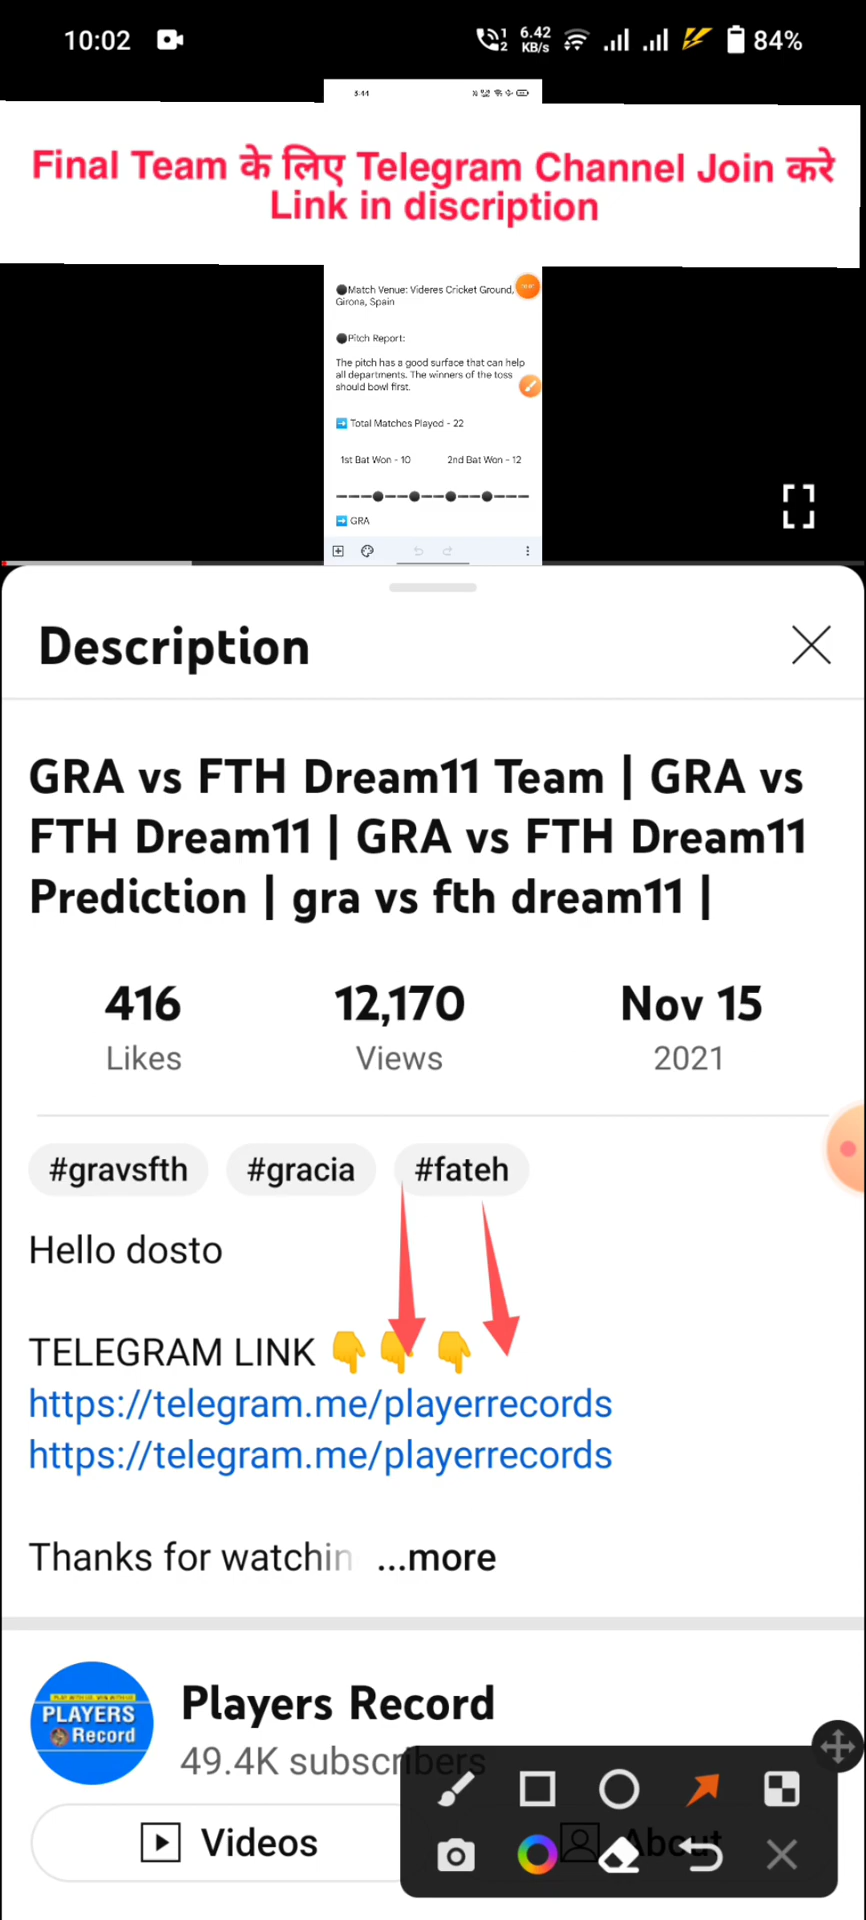 10:02
6.42 KB/s
84%
Final Team के लिए Telegram Channel Join करे
Link in discription
Match Venue: Videres Cricket Ground,
Girona, Spain
Pitch Report:
The pitch has a good surface that can help
all departments. The winners of the toss
should bowl first.
➡️ Total Matches Played - 22
1st Bat Won - 10 2nd Bat Won - 12
➡️ GRA
Description
GRA vs FTH Dream11 Team | GRA vs
FTH Dream11 | GRA vs FTH Dream11
Prediction | gra vs fth dream11 |
416 12,170 Nov 15
Likes Views 2021
#gravsfth #gracia #fateh
Hello dosto
TELEGRAM LINK 👇👇👇
https://telegram.me/playerrecords
https://telegram.me/playerrecords
Thanks for watchin ...more
PLAYERS
Record
Players Record
49.4K subscribers
Videos About